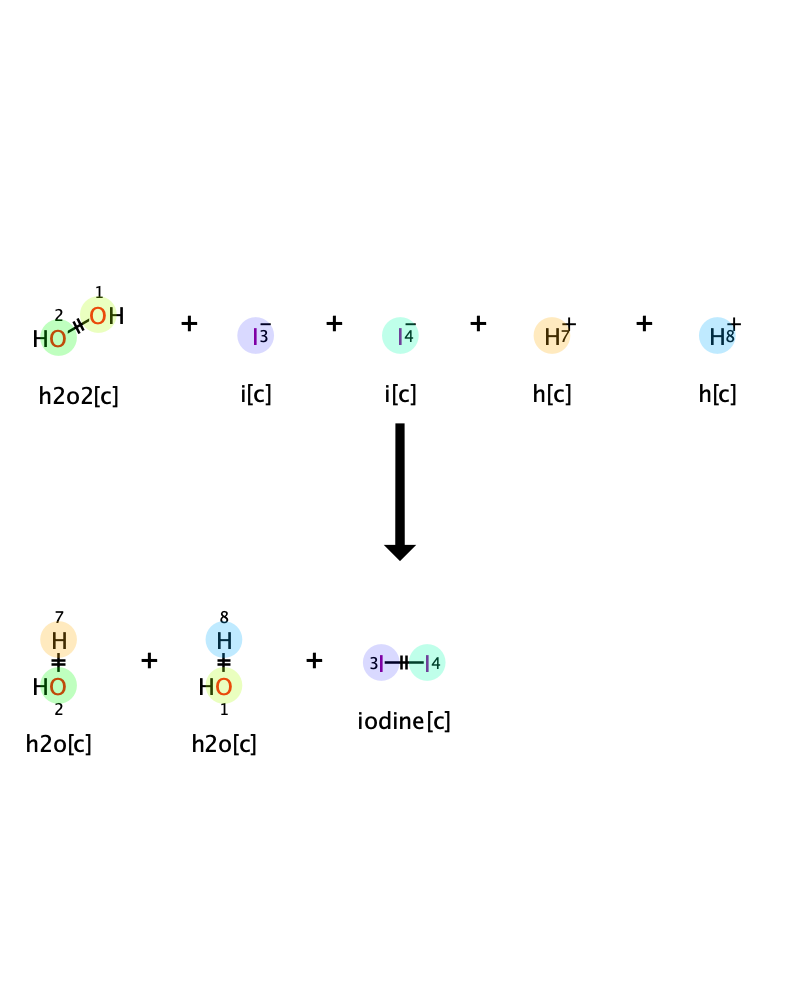 1
2
HO OH + I⁻ 3 + I⁻ 4 + H⁺ 7 + H⁺ 8
h2o2[c] i[c] i[c] h[c] h[c]
7 8
H H
+ + 3 I I 4
HO HO
2 1
h2o[c] h2o[c] iodine[c]